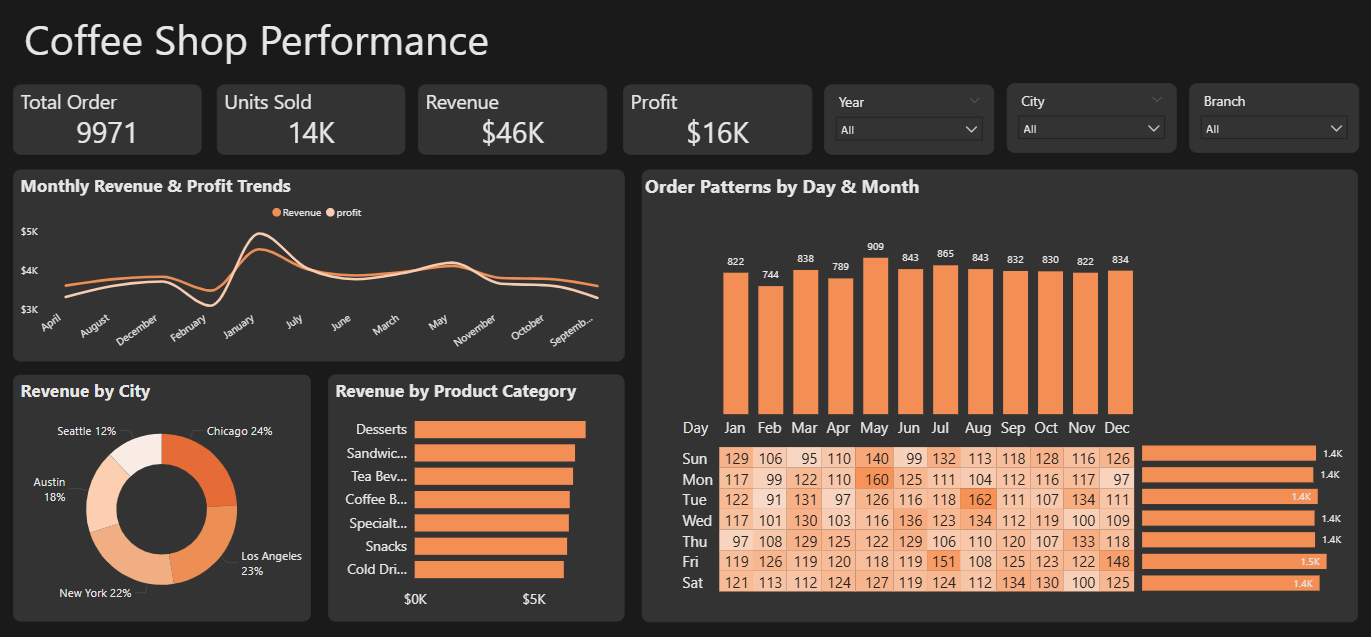 Coffee Shop Performance
Total Order
9971
Units Sold
14K
Revenue
$46K
Profit
$16K
Year
All
City
All
Branch
All
Monthly Revenue & Profit Trends
Revenue profit
$5K
$4K
$3K
April August December February January July June March May November October Septemb...
Revenue by City
Seattle 12%
Chicago 24%
Austin
18%
Los Angeles
23%
New York 22%
Revenue by Product Category
Desserts
Sandwic...
Tea Bev...
Coffee B...
Specialt...
Snacks
Cold Dri...
$0K $5K
Order Patterns by Day & Month
822 744 838 789 909 843 865 843 832 830 822 834
Day Jan Feb Mar Apr May Jun Jul Aug Sep Oct Nov Dec
Sun 129 106 95 110 140 99 132 113 118 128 116 126 1.4K
Mon 117 99 122 110 160 125 111 104 112 116 117 97 1.4K
Tue 122 91 131 97 126 116 118 162 111 107 134 111 1.4K
Wed 117 101 130 103 116 136 123 134 112 119 100 109 1.4K
Thu 97 108 129 125 122 129 106 110 120 107 133 118 1.4K
Fri 119 126 119 120 118 119 151 108 125 123 122 148 1.5K
Sat 121 113 112 124 127 119 124 112 134 130 100 125 1.4K